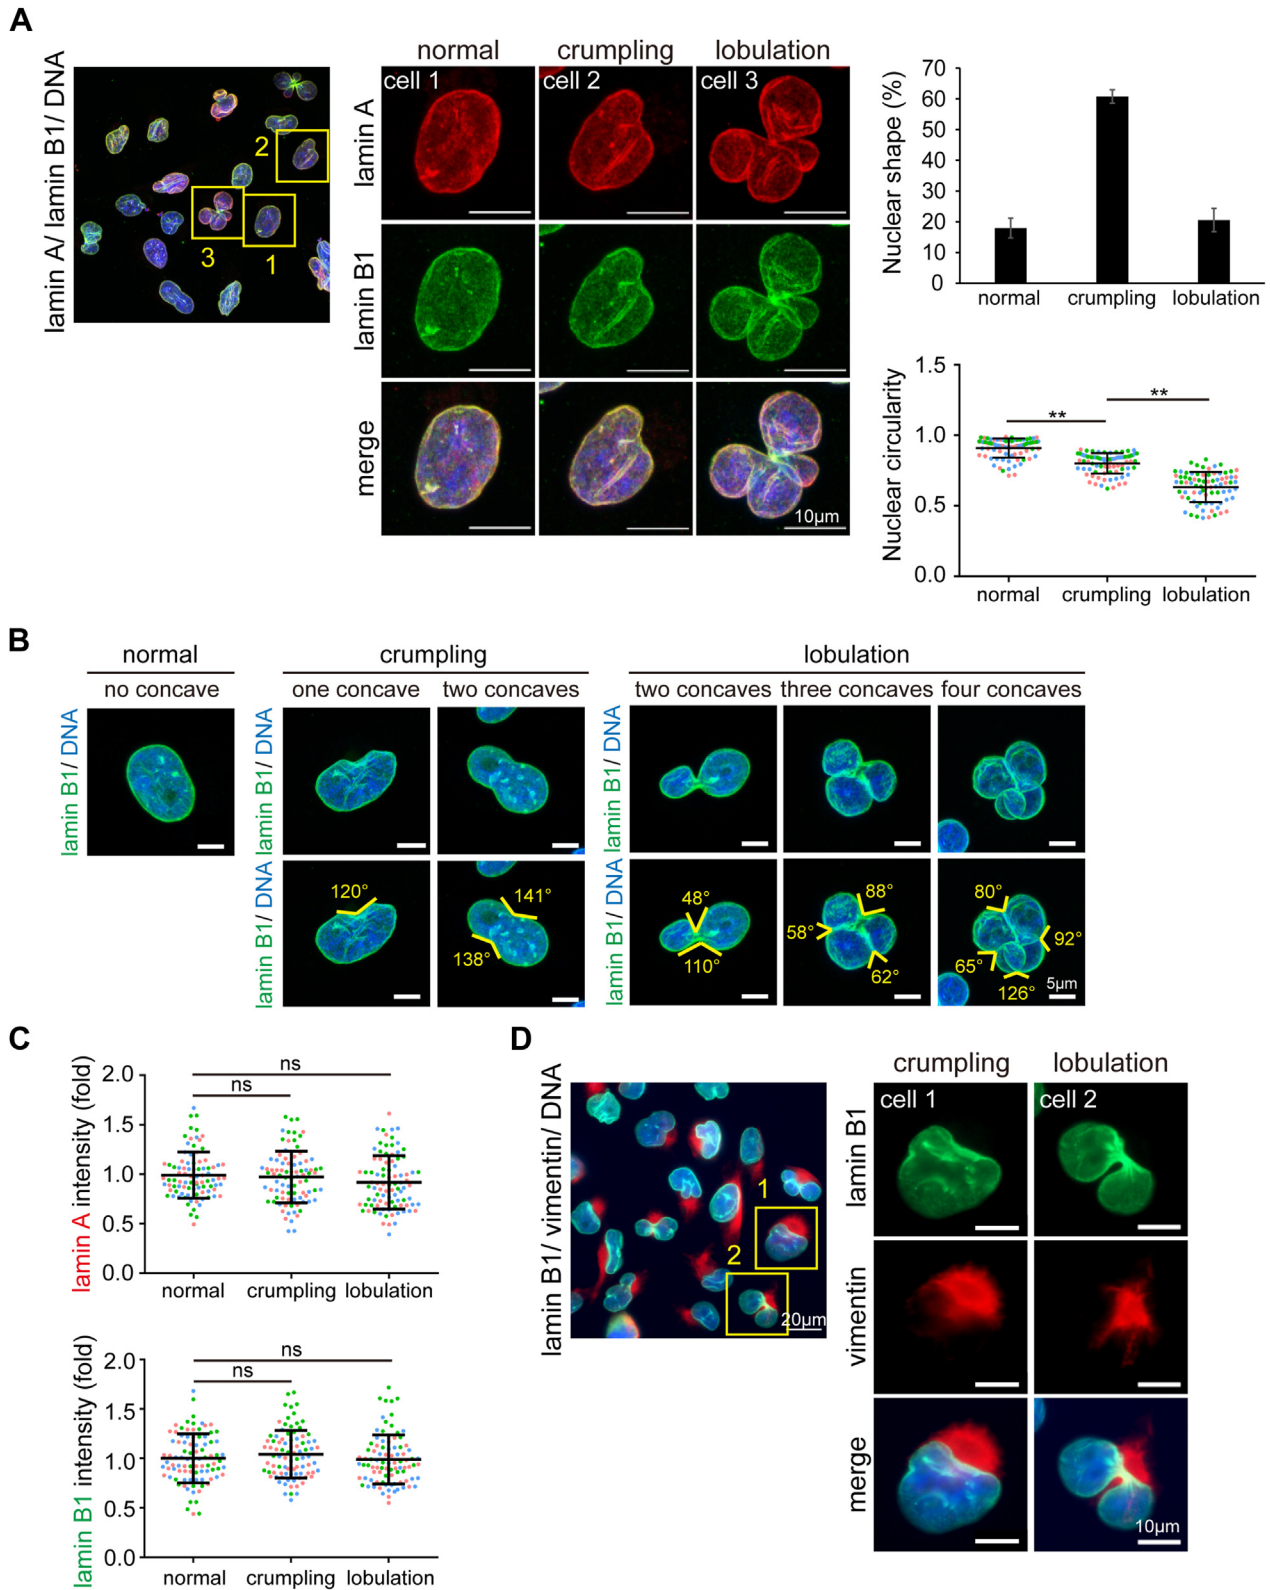 A
lamin A/ lamin B1/ DNA
2
3
1
normal
crumpling
lobulation
cell 1
cell 2
cell 3
lamin A
lamin B1
merge
10μm
Nuclear shape (%)
70
60
50
40
30
20
10
0
normal
crumpling
lobulation
Nuclear circularity
1.5
1.0
0.5
0.0
**
**
normal
crumpling
lobulation
B
normal
crumpling
lobulation
no concave
one concave
two concaves
two concaves
three concaves
four concaves
lamin B1/ DNA
lamin B1/ DNA
lamin B1/ DNA
lamin B1/ DNA
lamin B1/ DNA
120°
141°
138°
48°
110°
88°
58°
62°
80°
92°
65°
126°
5μm
C
lamin A intensity (fold)
2.0
1.5
1.0
0.5
0.0
ns
ns
normal
crumpling
lobulation
lamin B1 intensity (fold)
2.0
1.5
1.0
0.5
0.0
ns
ns
normal
crumpling
lobulation
D
lamin B1/ vimentin/ DNA
1
2
20μm
crumpling
lobulation
cell 1
cell 2
lamin B1
vimentin
merge
10μm